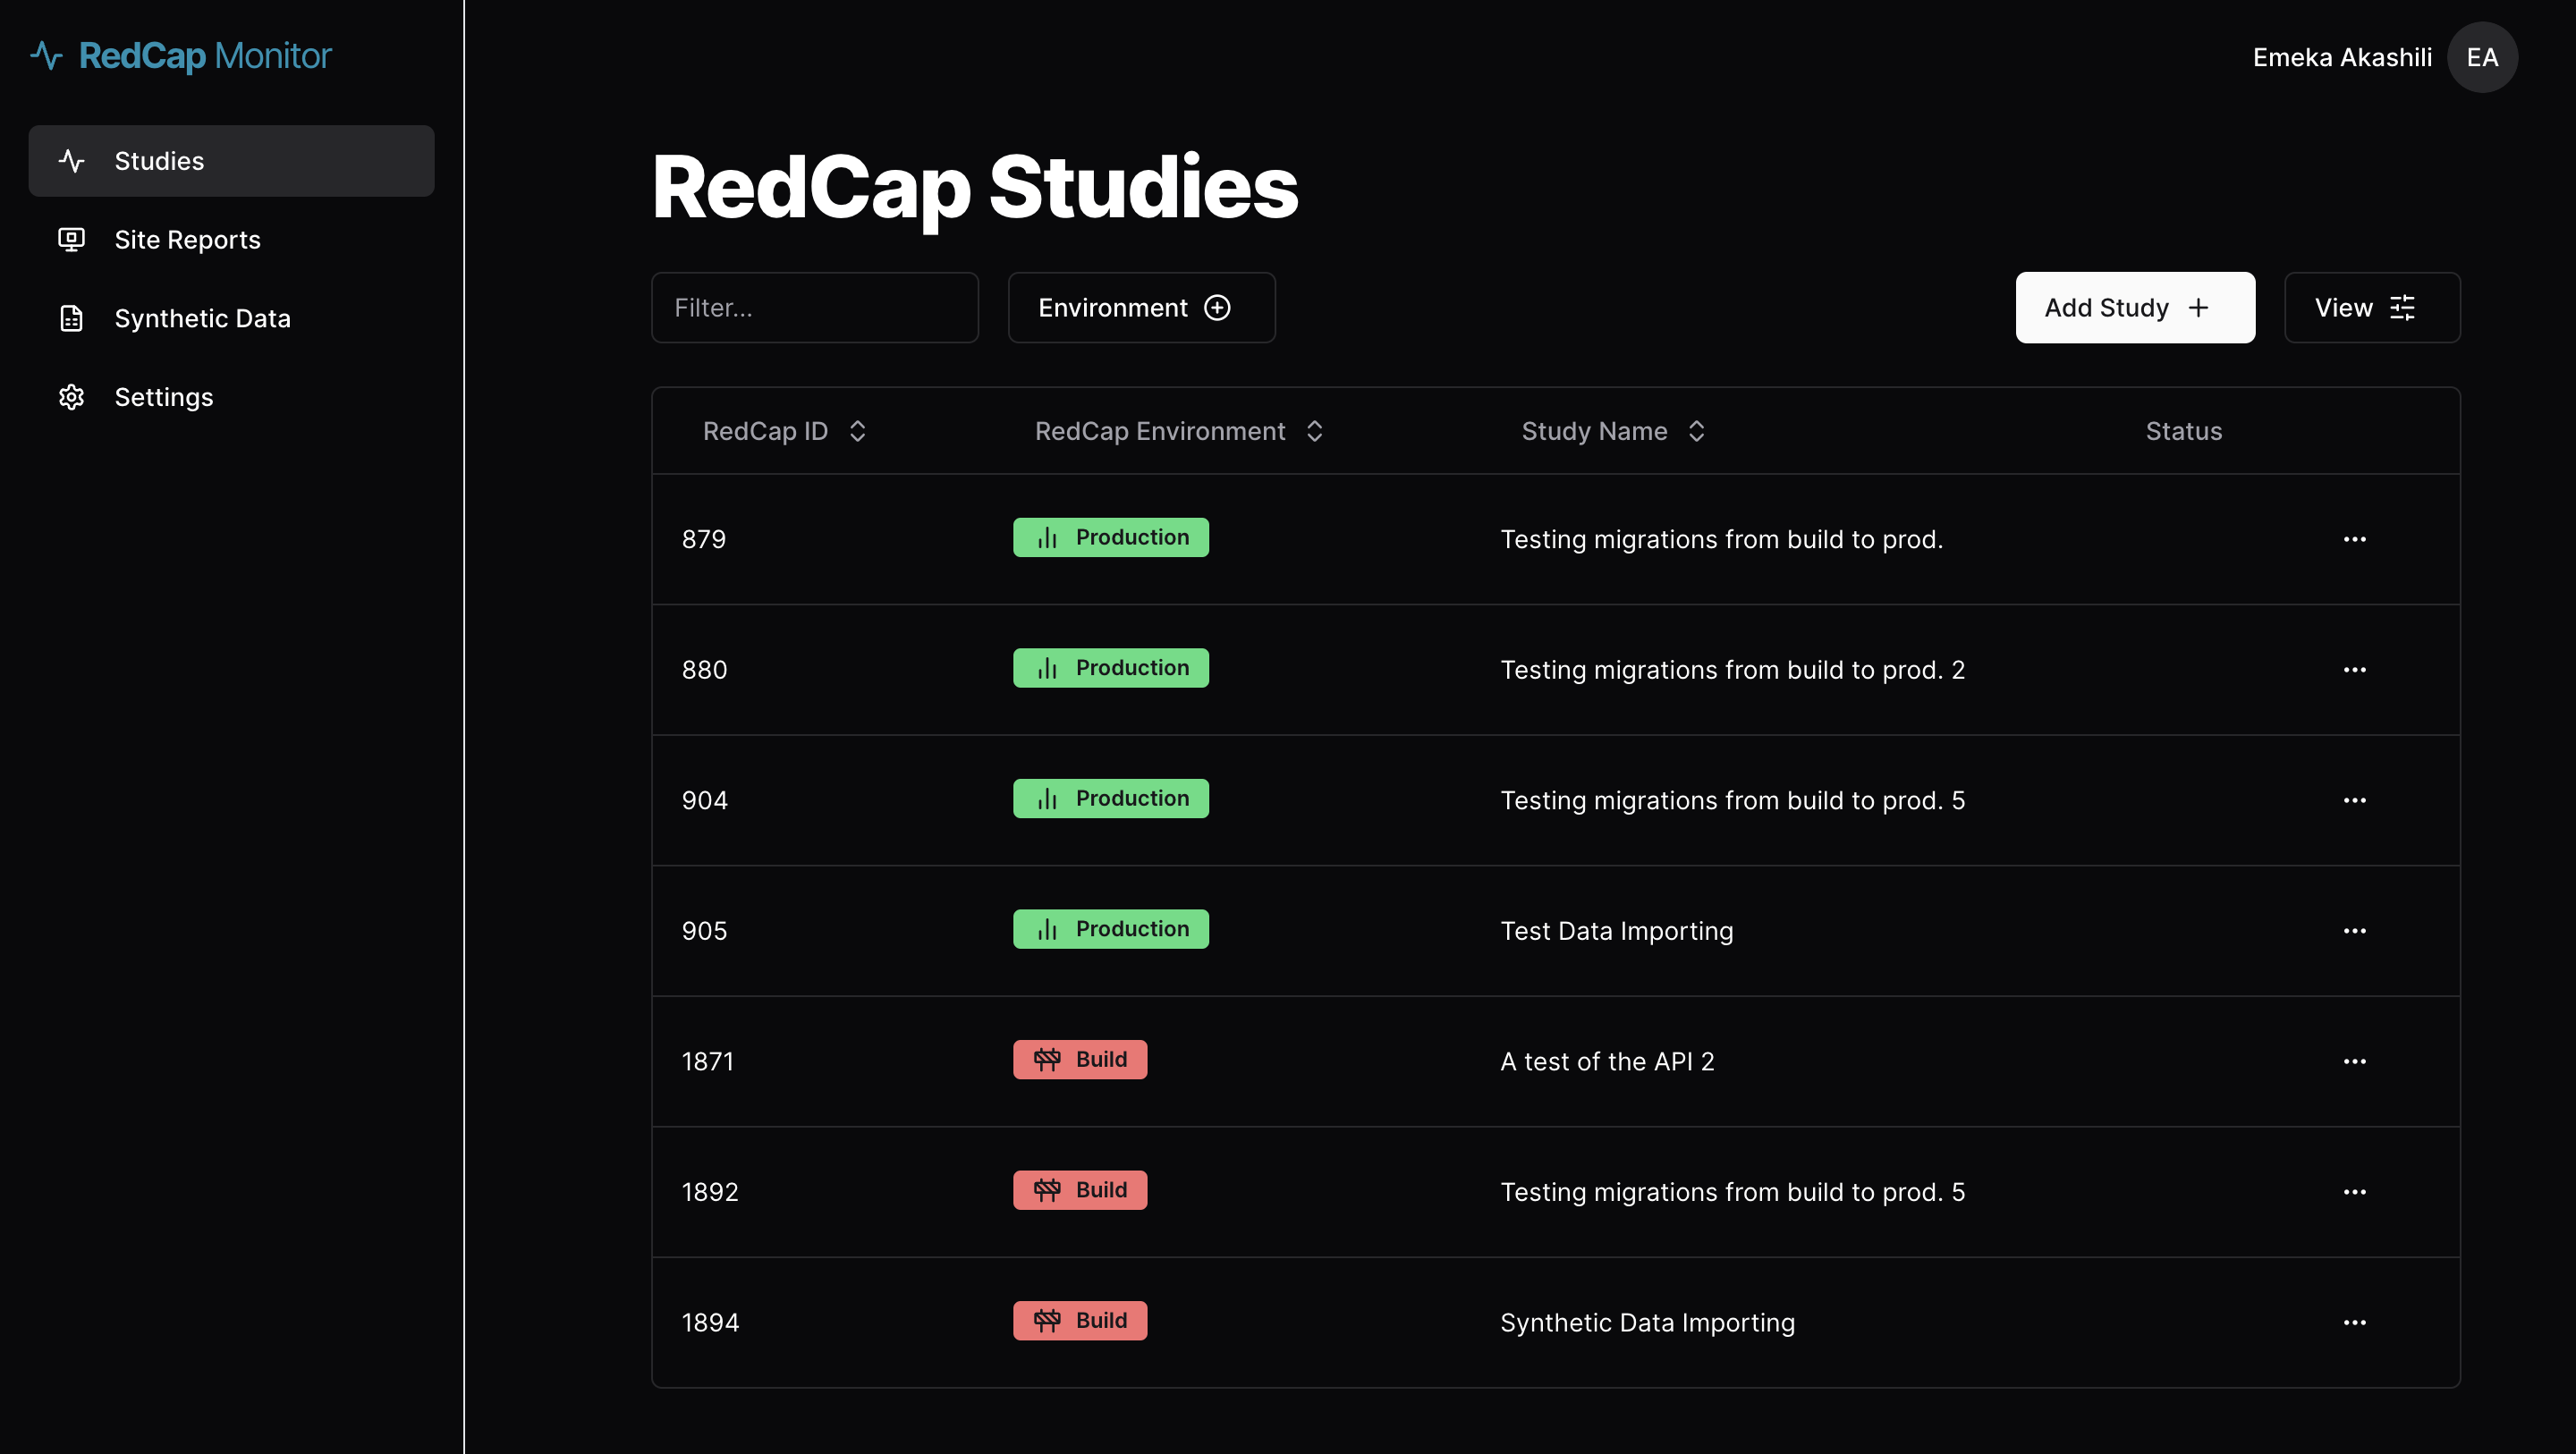 RedCap Monitor
Emeka Akashili EA
Studies
Site Reports
Synthetic Data
Settings
RedCap Studies
Filter...
Environment
Add Study
View
RedCap ID RedCap Environment Study Name Status
879 Production Testing migrations from build to prod.
880 Production Testing migrations from build to prod. 2
904 Production Testing migrations from build to prod. 5
905 Production Test Data Importing
1871 Build A test of the API 2
1892 Build Testing migrations from build to prod. 5
1894 Build Synthetic Data Importing